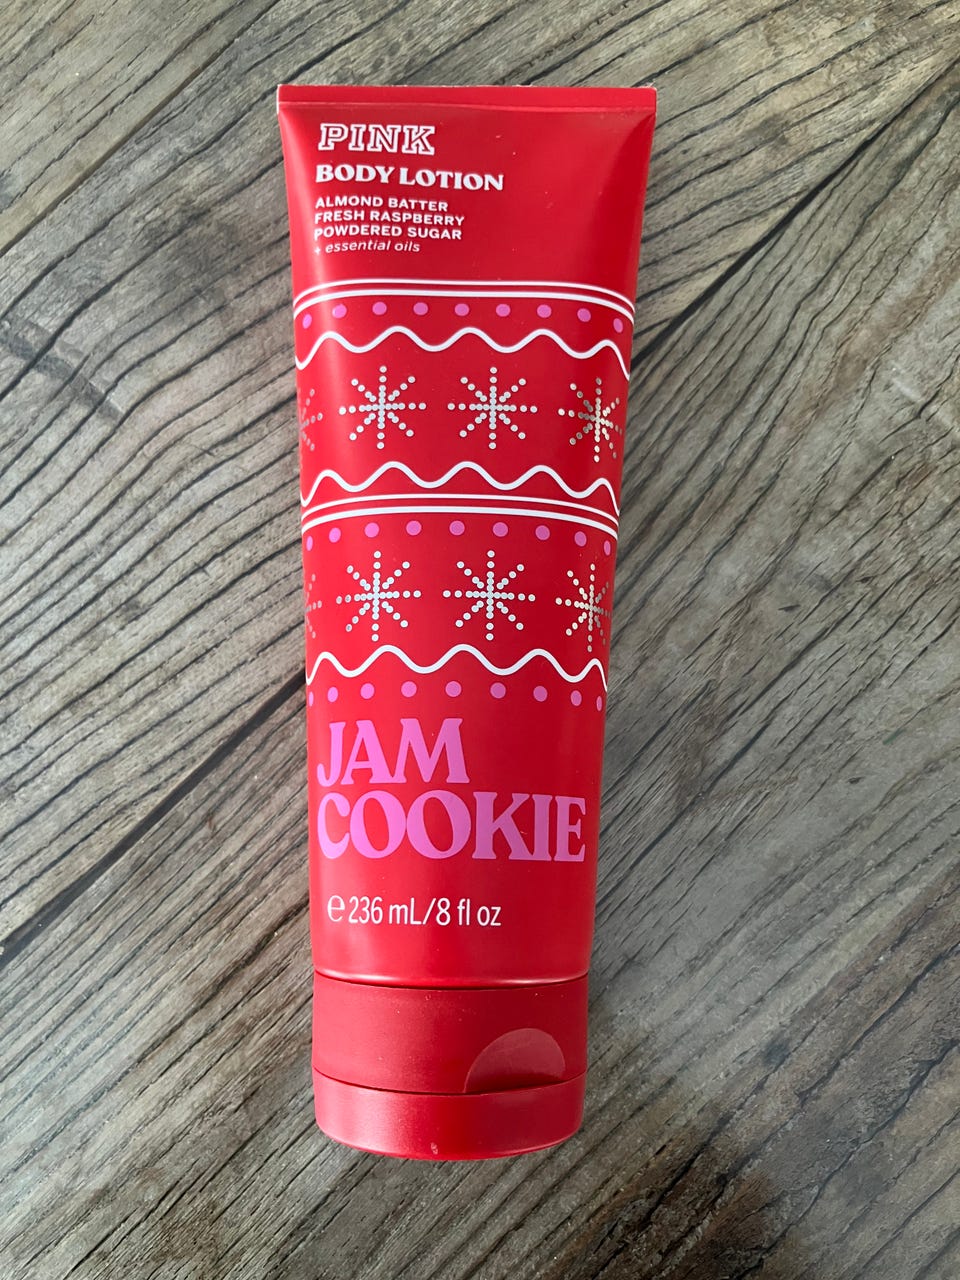 PINK
BODY LOTION
ALMOND BATTER
FRESH RASPBERRY
POWDERED SUGAR
+ essential oils
JAM
COOKIE
℮ 236 mL/8 fl oz